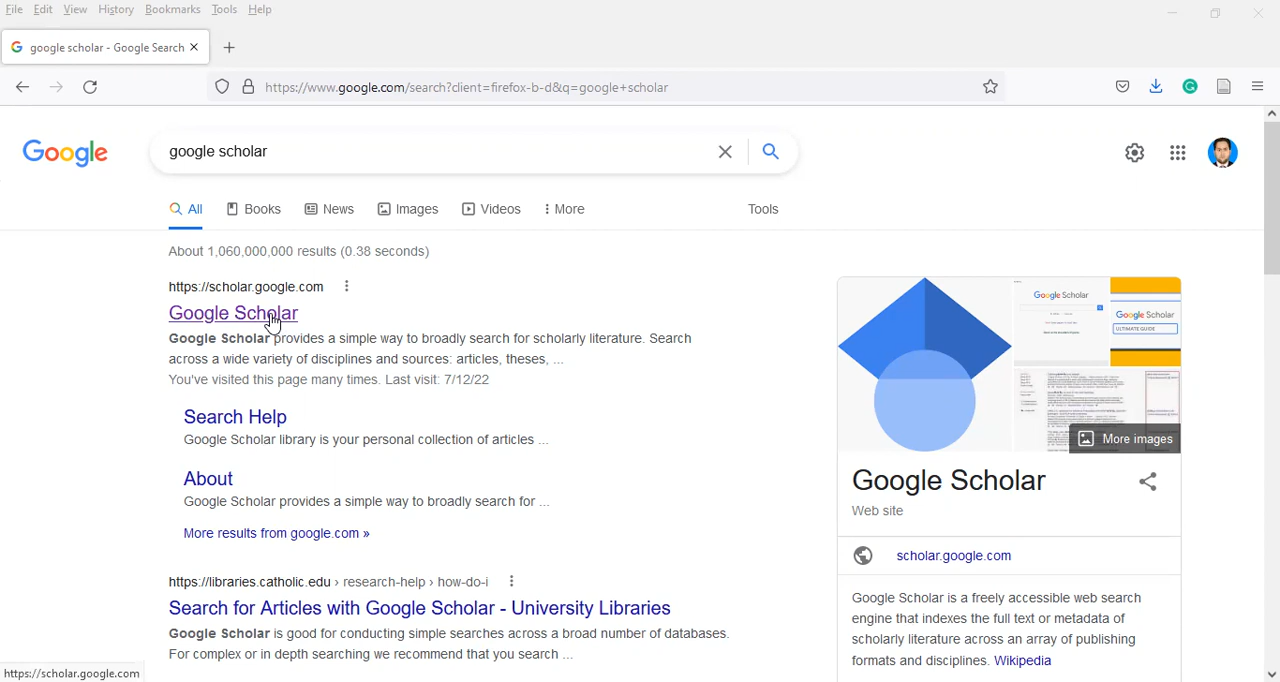 File Edit View History Bookmarks Tools Help
google scholar - Google Search
https://www.google.com/search?client=firefox-b-d&q=google+scholar
Google
google scholar
All Books News Images Videos More Tools
About 1,060,000,000 results (0.38 seconds)
https://scholar.google.com
Google Scholar
Google Scholar provides a simple way to broadly search for scholarly literature. Search
across a wide variety of disciplines and sources: articles, theses, ...
You've visited this page many times. Last visit: 7/12/22
Search Help
Google Scholar library is your personal collection of articles ...
About
Google Scholar provides a simple way to broadly search for ...
More results from google.com »
https://libraries.catholic.edu › research-help › how-do-i
Search for Articles with Google Scholar - University Libraries
Google Scholar is good for conducting simple searches across a broad number of databases.
For complex or in depth searching we recommend that you search ...
https://scholar.google.com
Google Scholar
Google Scholar
ULTIMATE GUIDE
More images
Google Scholar
Web site
scholar.google.com
Google Scholar is a freely accessible web search
engine that indexes the full text or metadata of
scholarly literature across an array of publishing
formats and disciplines. Wikipedia